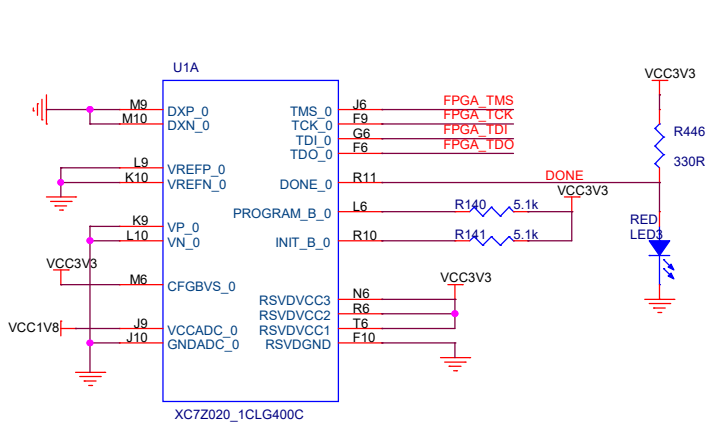 U1A
VCC3V3
M9 DXP_0 TMS_0 J6 FPGA_TMS
M10 DXN_0 TCK_0 F9 FPGA_TCK
TDI_0 G6 FPGA_TDI
TDO_0 F6 FPGA_TDO
R446
330R
L9 VREFP_0
K10 VREFN_0 DONE_0 R11 DONE
VCC3V3
PROGRAM_B_0 L6 R140 5.1k
K9 VP_0
L10 VN_0 INIT_B_0 R10 R141 5.1k
RED
LED3
VCC3V3
M6 CFGBVS_0
VCC3V3
RSVDVCC3 N6
RSVDVCC2 R6
VCC1V8 J9 VCCADC_0 RSVDVCC1 T6
J10 GNDADC_0 RSVDGND F10
XC7Z020_1CLG400C